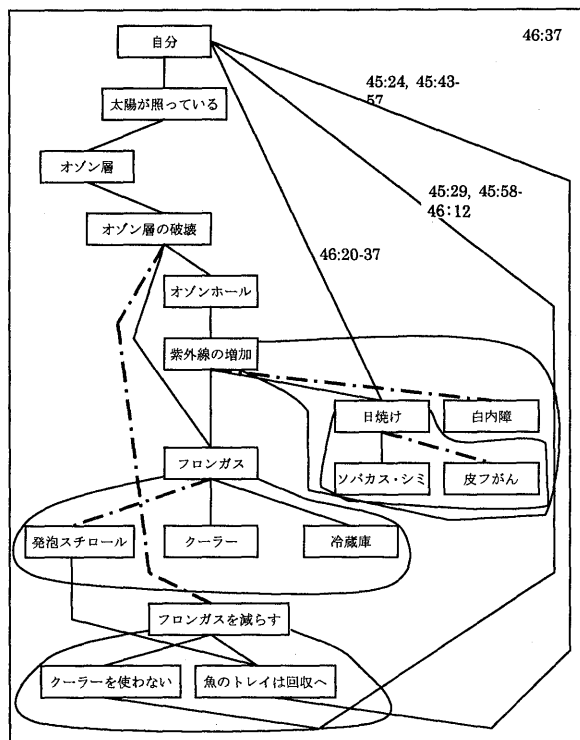 自分
46:37
45:24, 45:43-
57
太陽が照っている
オゾン層
45:29, 45:58-
46:12
オゾン層の破壊
46:20-37
オゾンホール
紫外線の増加
日焼け
白内障
フロンガス
ソバカス・シミ
皮フがん
発泡スチロール
クーラー
冷蔵庫
フロンガスを減らす
クーラーを使わない
魚のトレイは回収へ